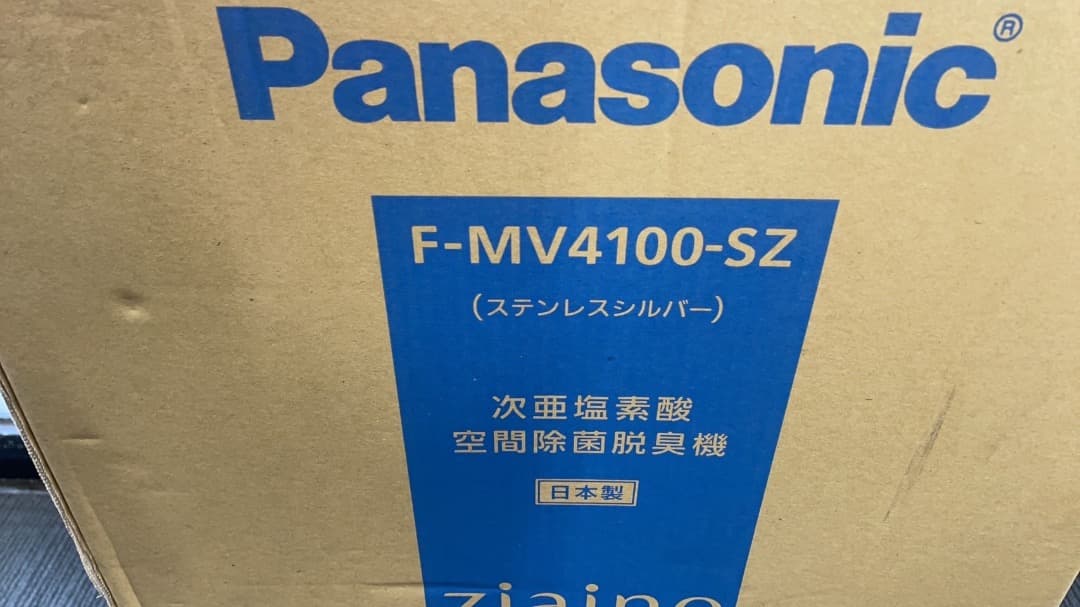 Panasonic®
F-MV4100-SZ
(ステンレスシルバー)
次亜塩素酸
空間除菌脱臭機
日本製
ziaino